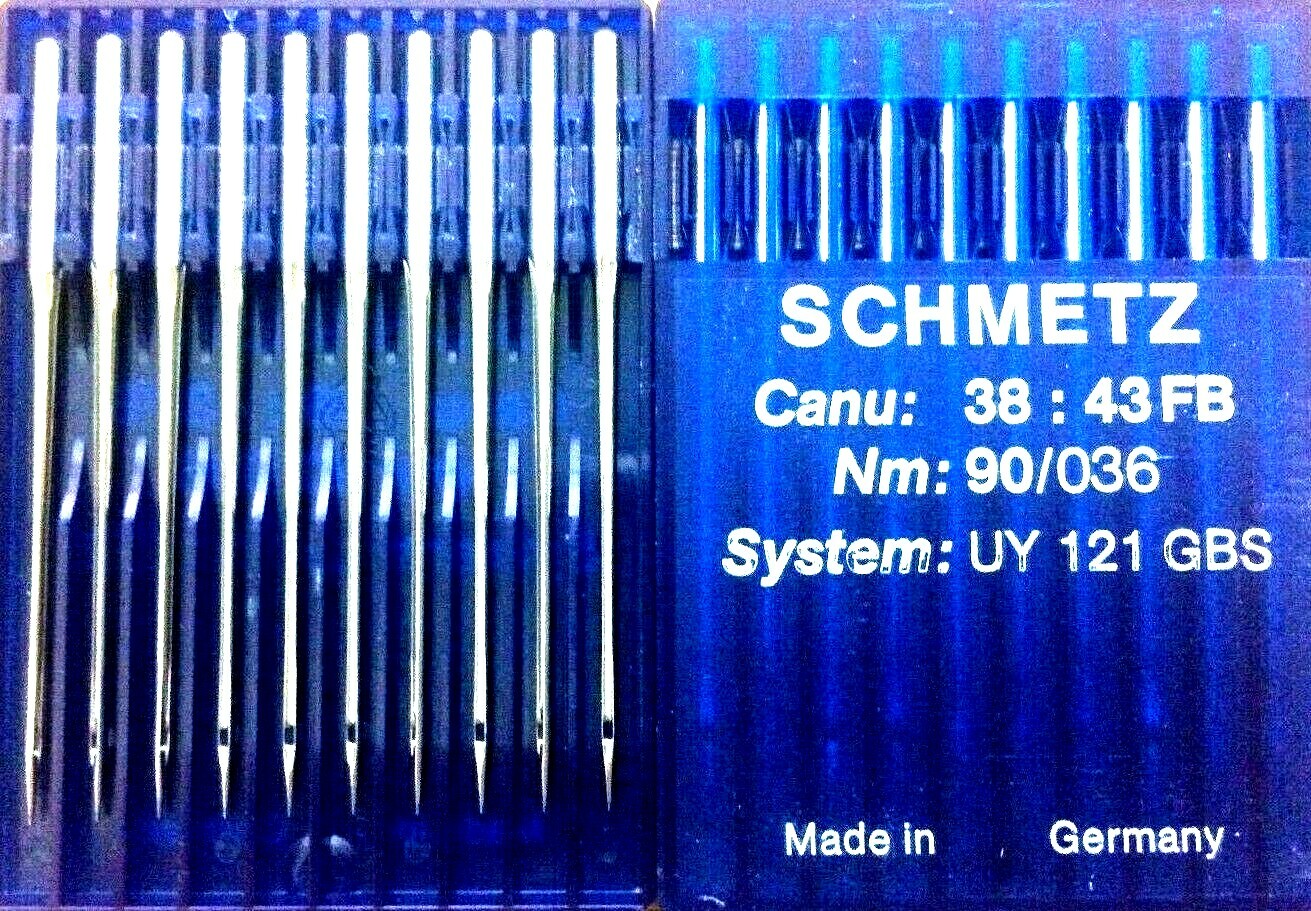 SCHMETZ
Canu: 38 : 43 FB
Nm: 90/036
System: UY 121 GBS
Made in Germany